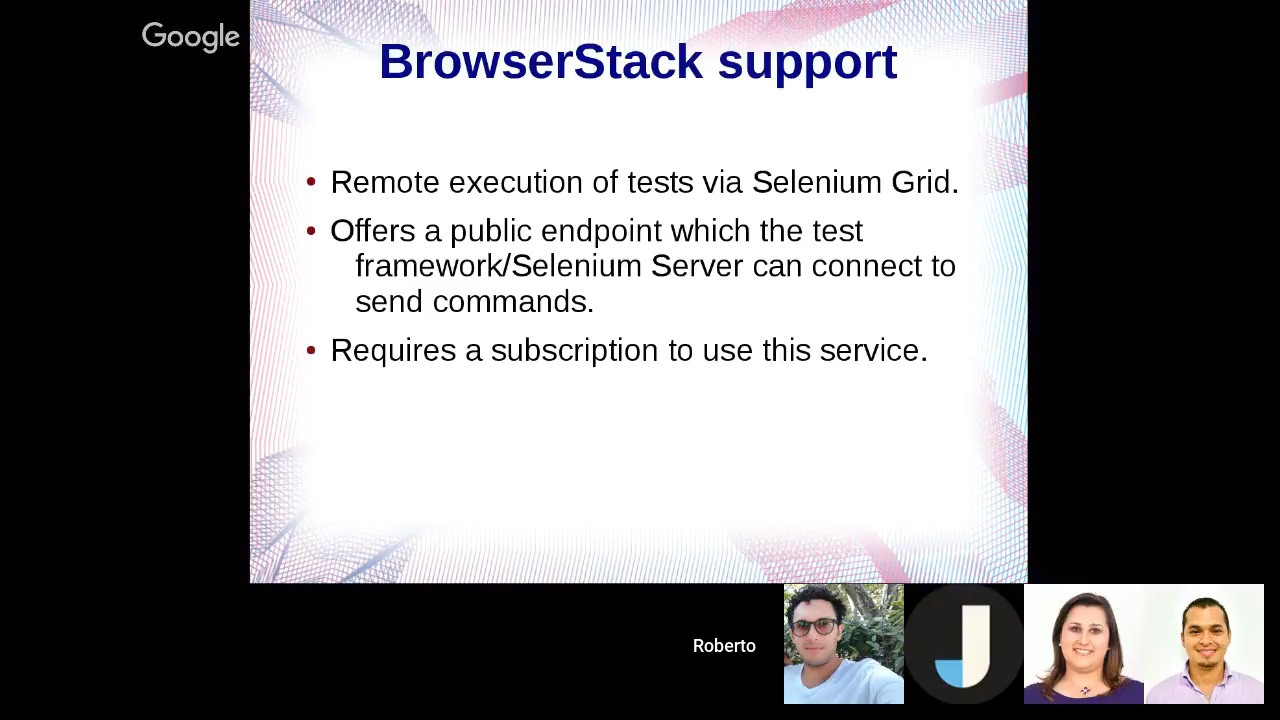 Google
BrowserStack support
• Remote execution of tests via Selenium Grid.
• Offers a public endpoint which the test
framework/Selenium Server can connect to
send commands.
• Requires a subscription to use this service.
Roberto
J